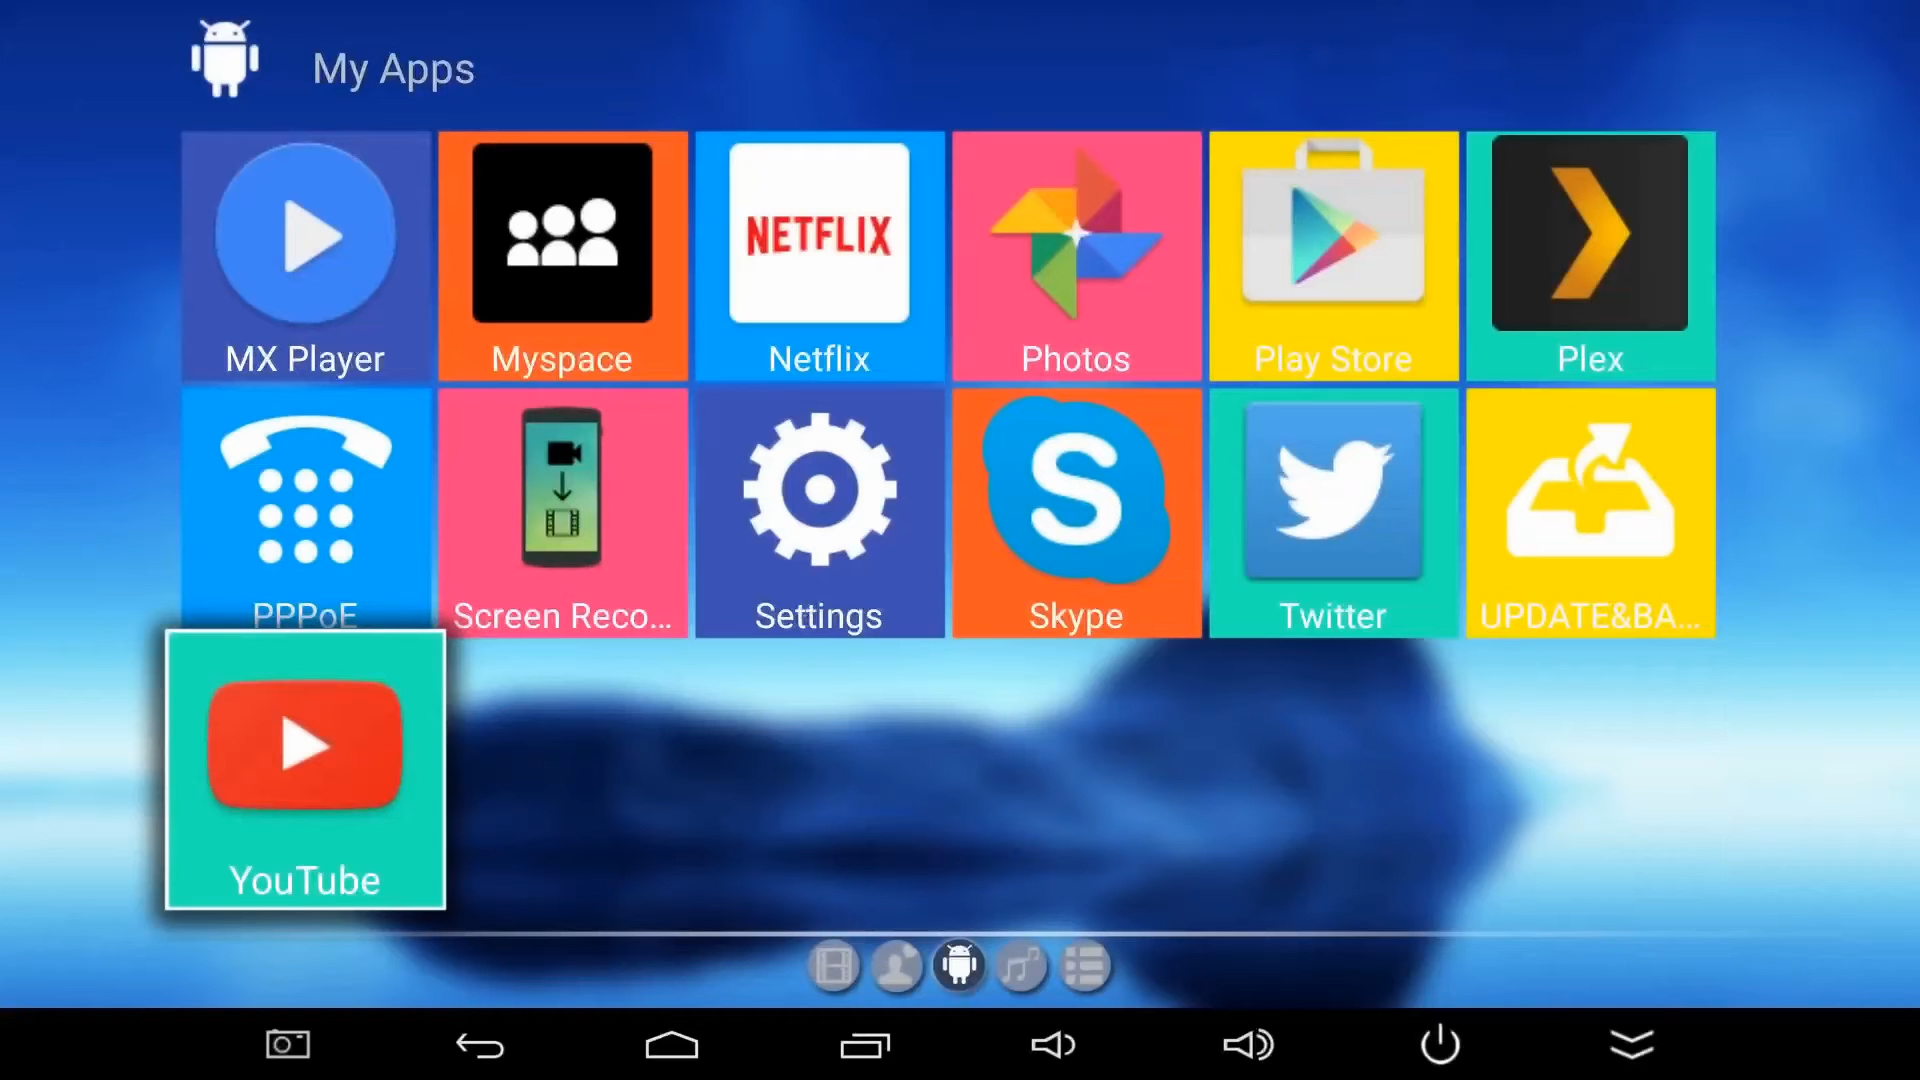 My Apps
MX Player
Myspace
NETFLIX
Netflix
Photos
Play Store
Plex
PPPoE
Screen Reco...
Settings
S
Skype
Twitter
UPDATE&BA...
YouTube